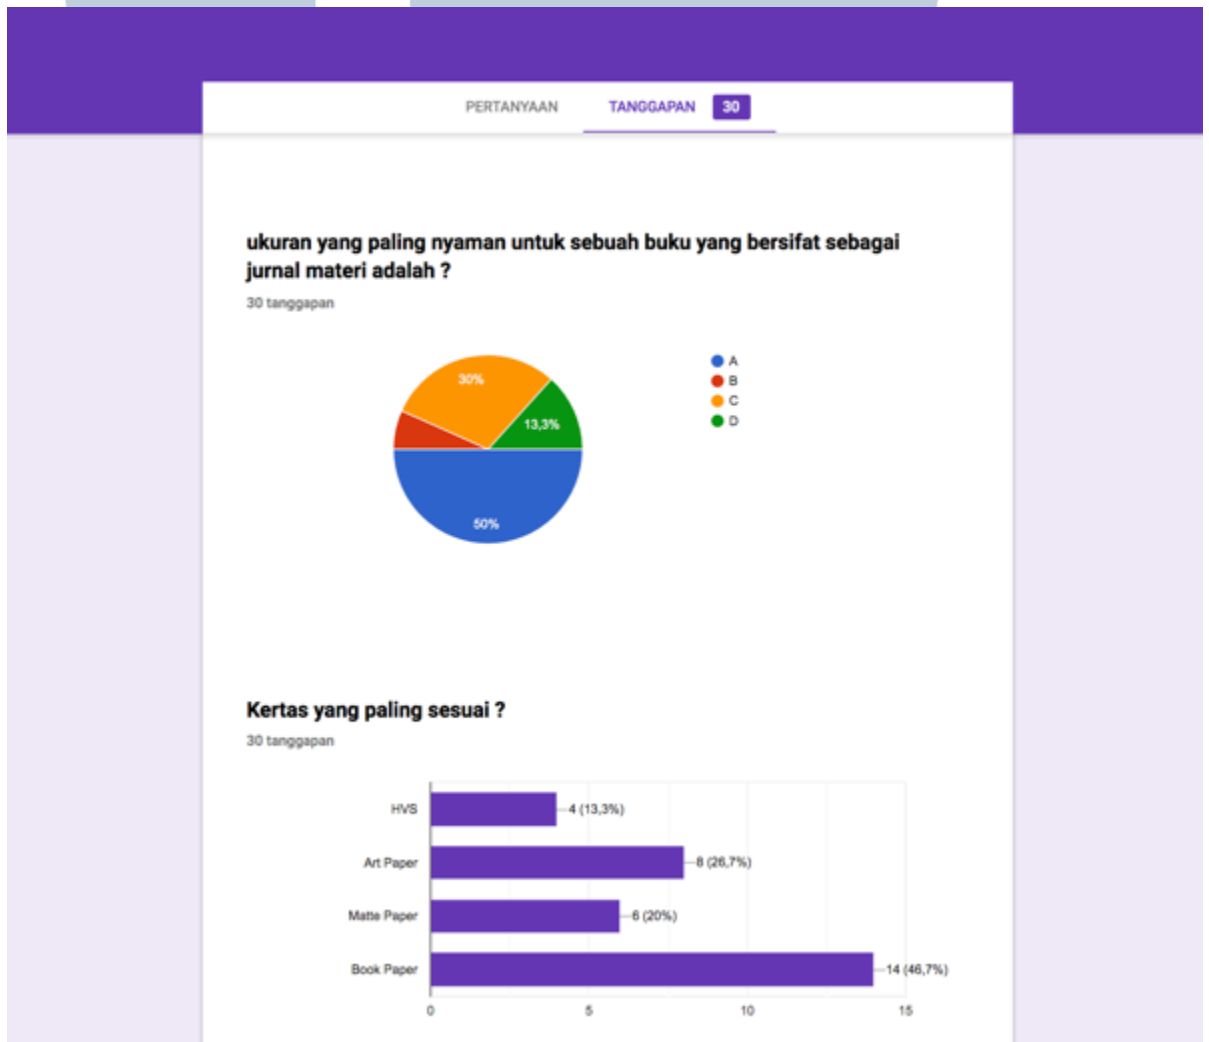 PERTANYAAN TANGGAPAN 30
ukuran yang paling nyaman untuk sebuah buku yang bersifat sebagai
jurnal materi adalah ?
30 tanggapan
30%
13,3%
50%
A
B
C
D
Kertas yang paling sesuai ?
30 tanggapan
HVS 4 (13,3%)
Art Paper 8 (26,7%)
Matte Paper 6 (20%)
Book Paper 14 (46,7%)
0 5 10 15